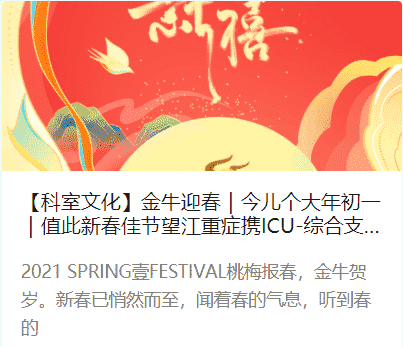 新禧
【科室文化】金牛迎春｜今儿个大年初一
｜值此新春佳节望江重症携ICU-综合支...
2021 SPRING壹FESTIVAL桃梅报春，金牛贺
岁。新春已悄然而至，闻着春的气息，听到春
的